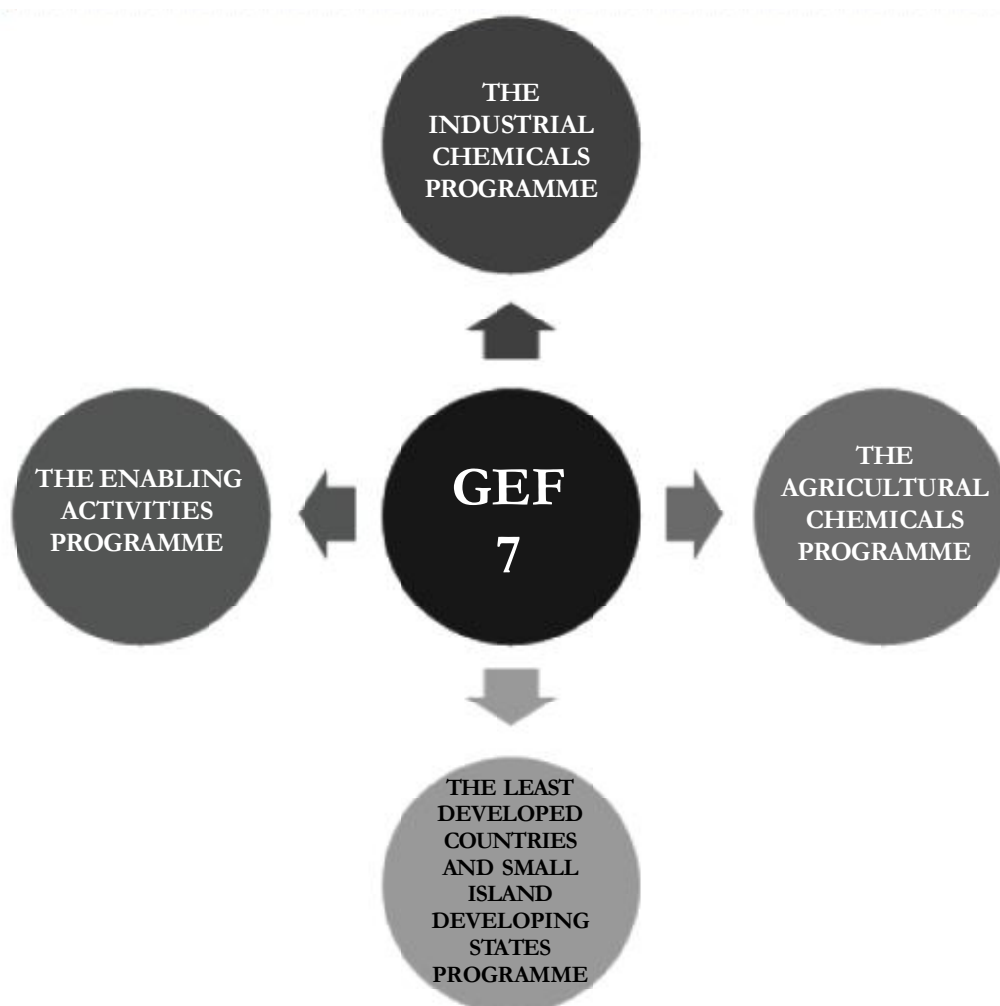 THE
INDUSTRIAL
CHEMICALS
PROGRAMME
THE ENABLING
ACTIVITIES
PROGRAMME
GEF
7
THE
AGRICULTURAL
CHEMICALS
PROGRAMME
THE LEAST
DEVELOPED
COUNTRIES
AND SMALL
ISLAND
DEVELOPING
STATES
PROGRAMME